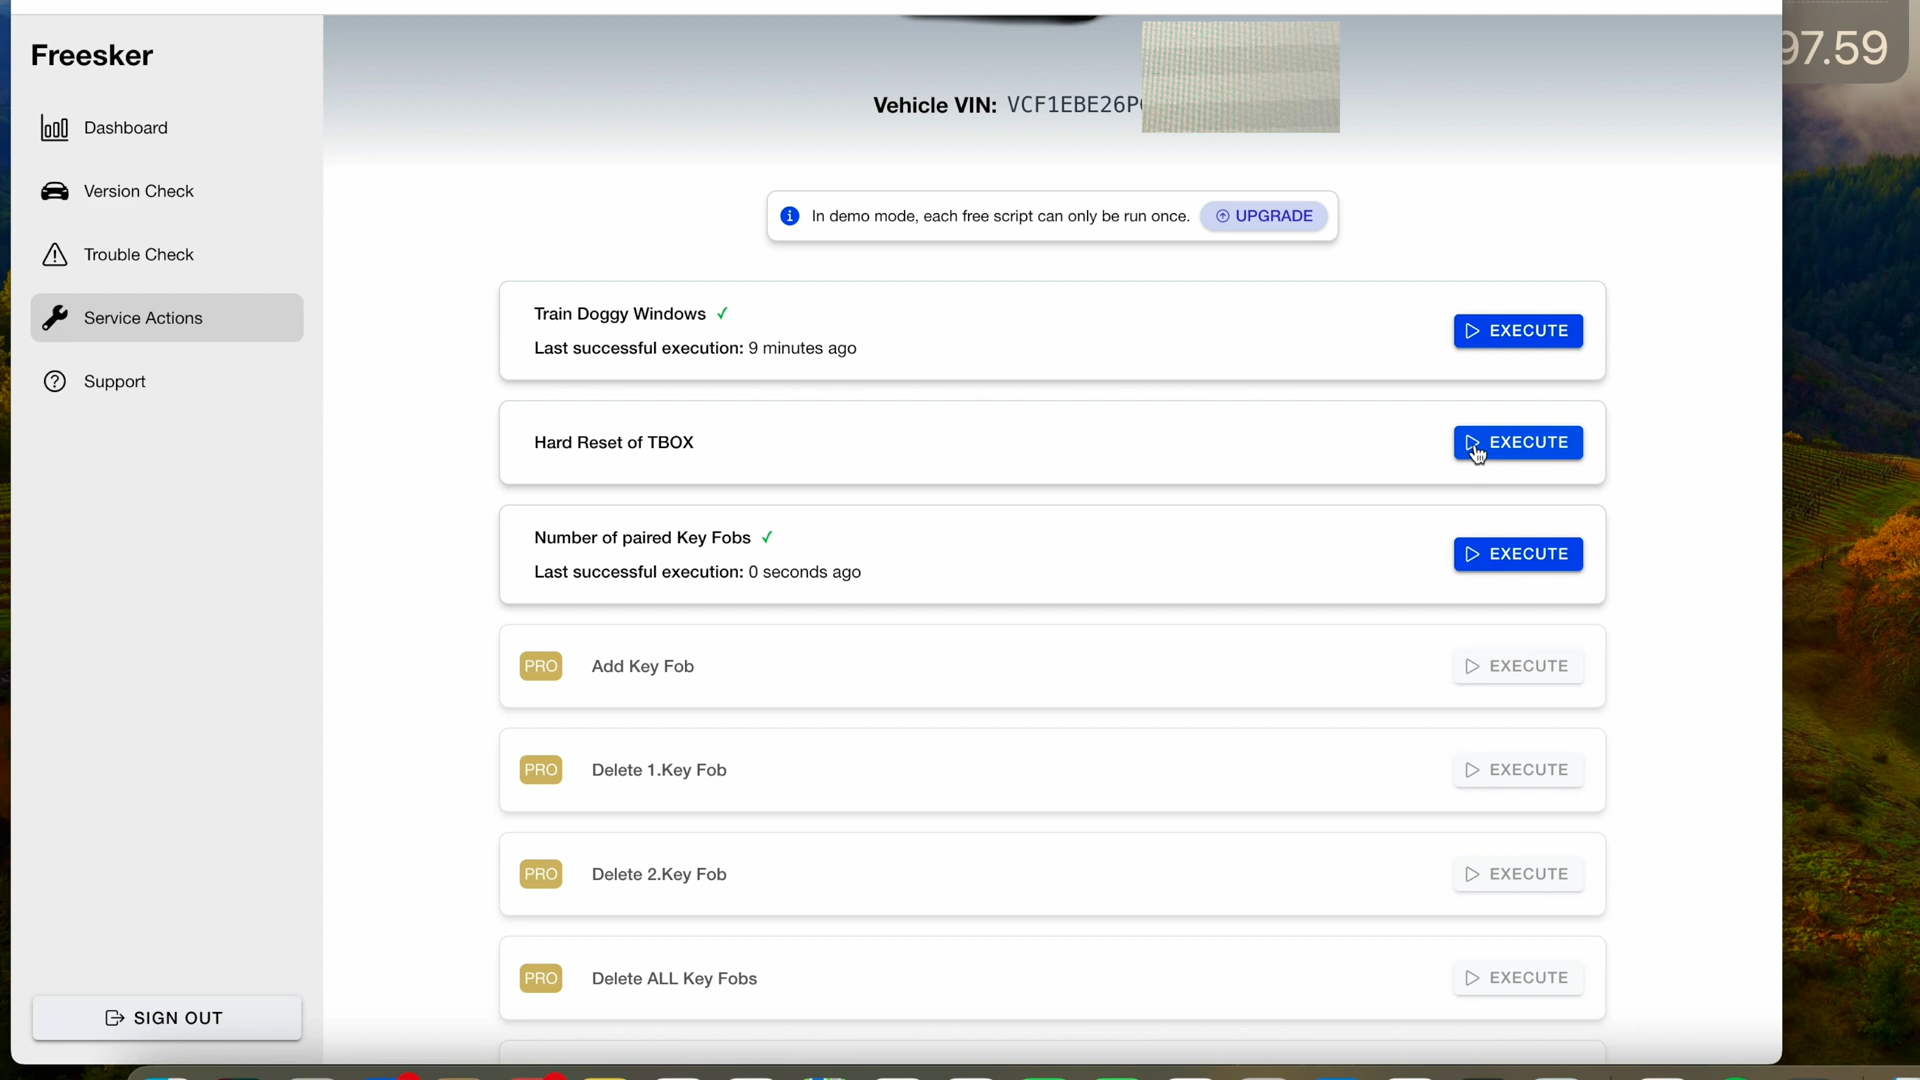 Freesker
Dashboard
Version Check
Trouble Check
Service Actions
Support
SIGN OUT
97.59
Vehicle VIN: VCF1EBE26P
In demo mode, each free script can only be run once. UPGRADE
Train Doggy Windows ✓
Last successful execution: 9 minutes ago
EXECUTE
Hard Reset of TBOX
EXECUTE
Number of paired Key Fobs ✓
Last successful execution: 0 seconds ago
EXECUTE
PRO Add Key Fob
EXECUTE
PRO Delete 1.Key Fob
EXECUTE
PRO Delete 2.Key Fob
EXECUTE
PRO Delete ALL Key Fobs
EXECUTE